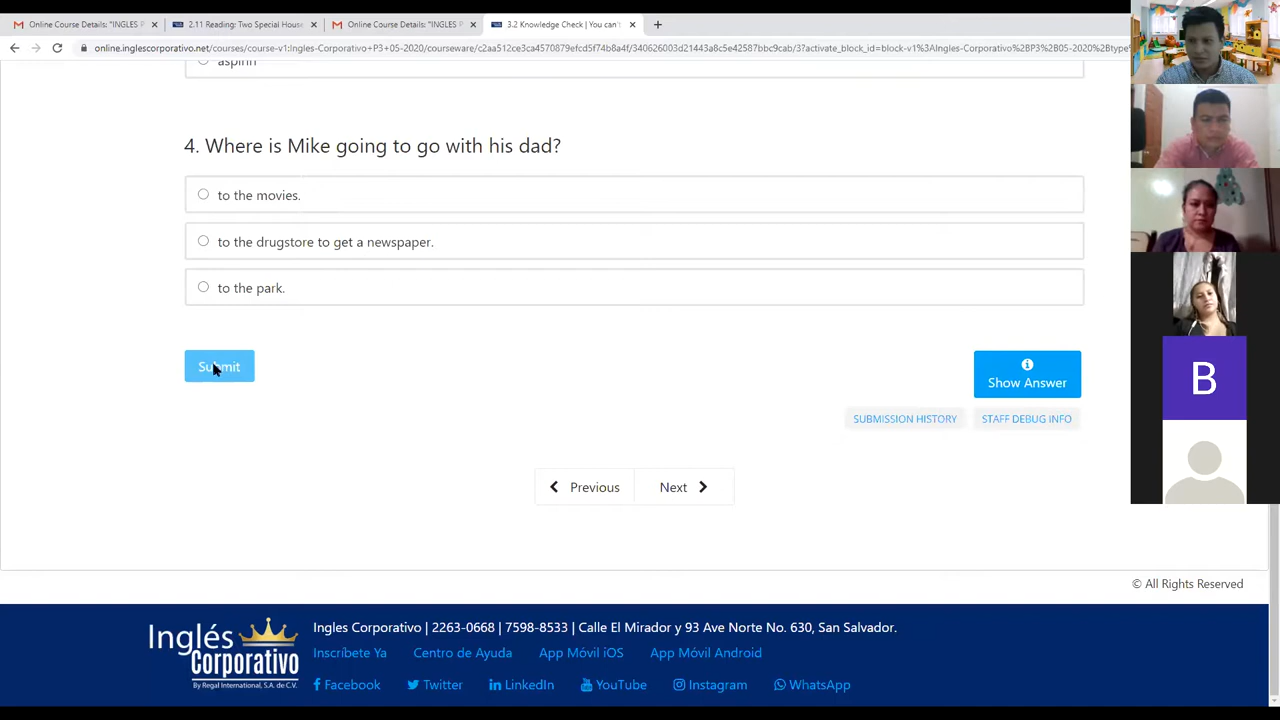 Online Course Details: "INGLES P
2.11 Reading: Two Special House
Online Course Details: "INGLES P
3.2 Knowledge Check | You can't
online.inglescorporativo.net/courses/course-v1:Ingles-Corporativo+P3+05-2020/courseware/c2aa512ce3ca4570879efcd5f74b8a4f/340626003d21443a8c5e42587bbc9cab/3?activate_block_id=block-v1%3AIngles-Corporativo%2BP3%2B05-2020%2Btype
aspirin
4. Where is Mike going to go with his dad?
to the movies.
to the drugstore to get a newspaper.
to the park.
Submit
Show Answer
SUBMISSION HISTORY
STAFF DEBUG INFO
Previous
Next
B
© All Rights Reserved
Inglés Corporativo
By Regal International, S.A. de C.V.
Ingles Corporativo | 2263-0668 | 7598-8533 | Calle El Mirador y 93 Ave Norte No. 630, San Salvador.
Inscríbete Ya
Centro de Ayuda
App Móvil iOS
App Móvil Android
Facebook
Twitter
LinkedIn
YouTube
Instagram
WhatsApp